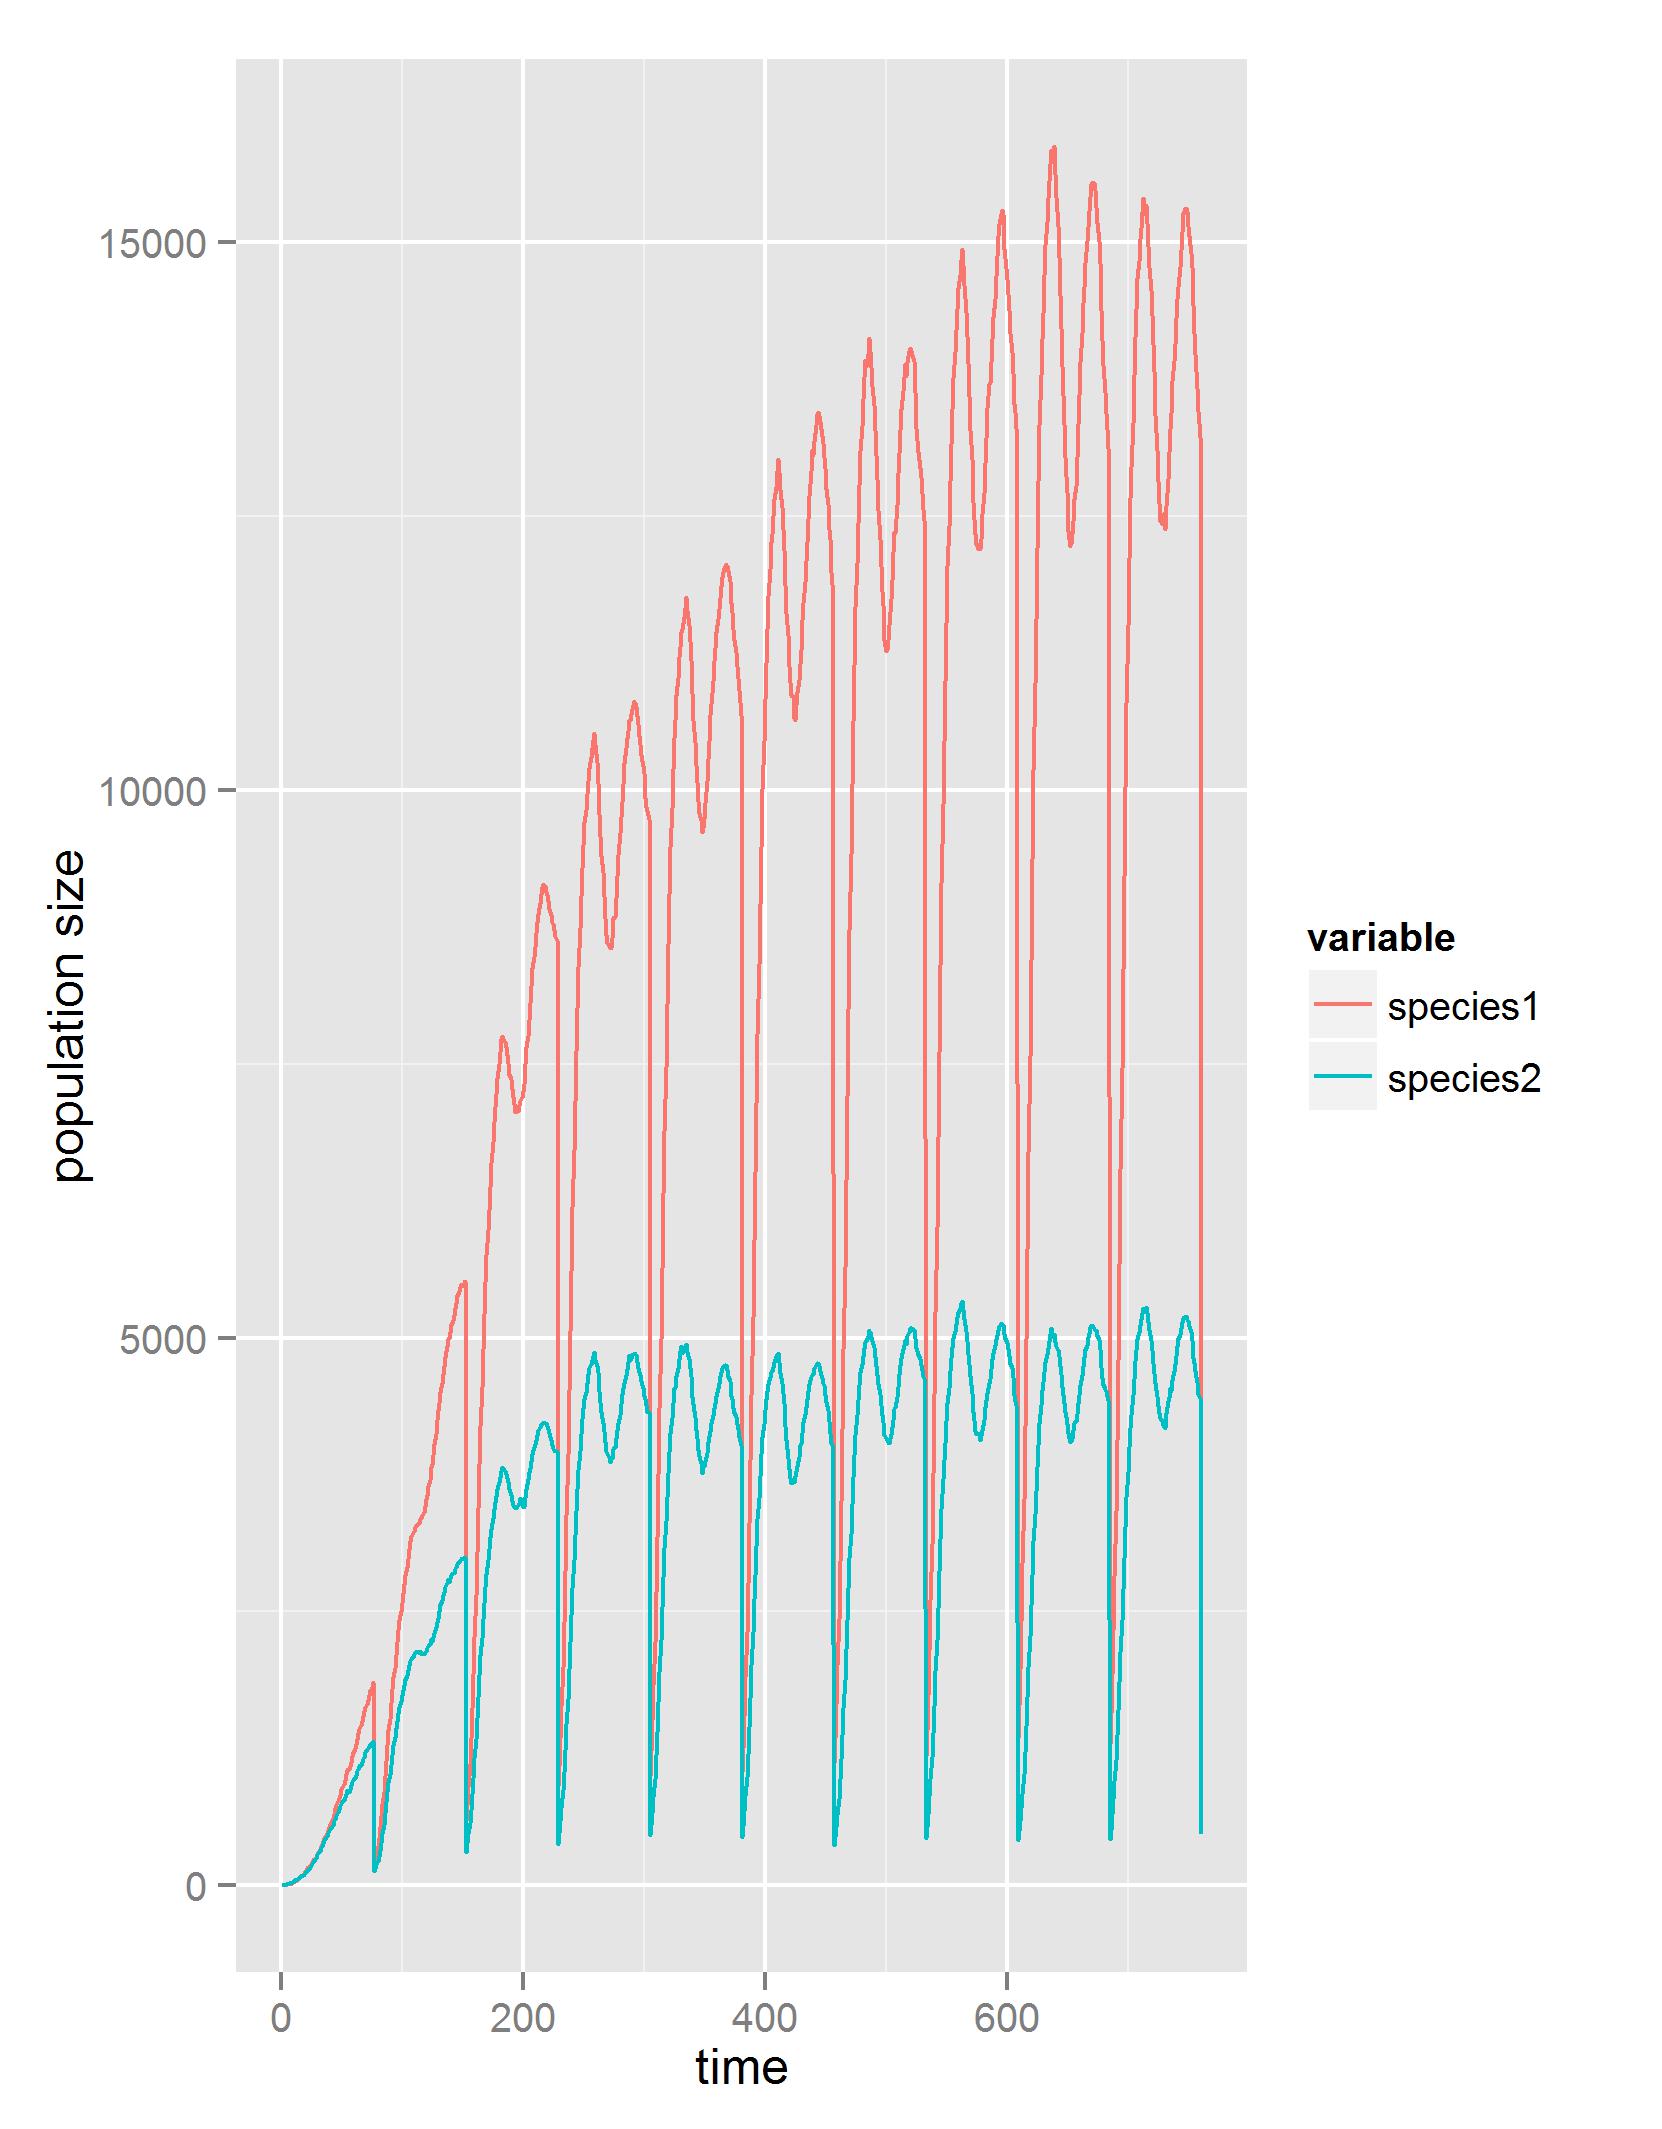 15000
10000
5000
0
population size
0 200 400 600
time
variable
species1
species2